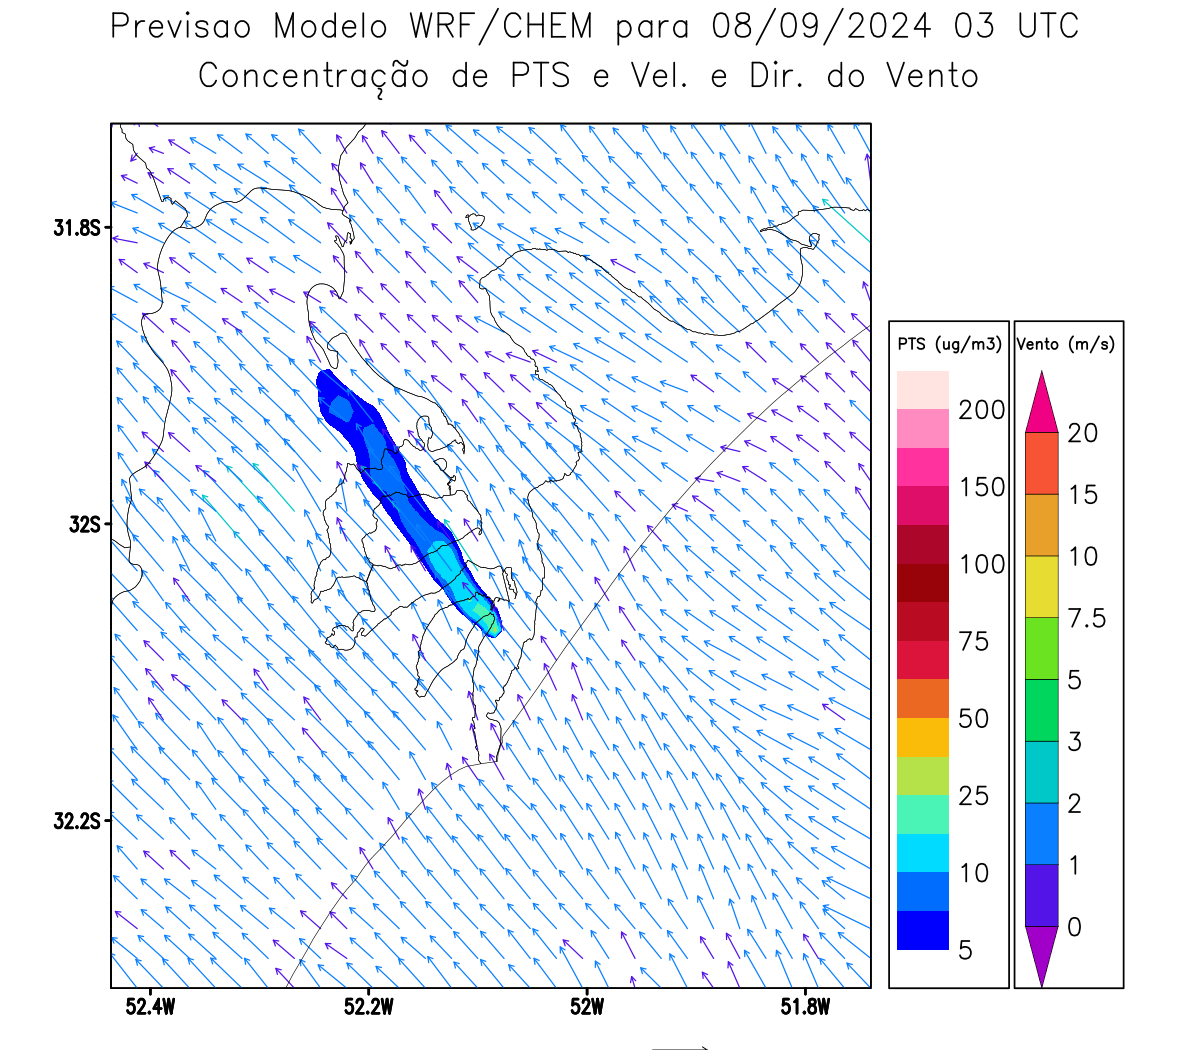 Previsao Modelo WRF/CHEM para 08/09/2024 03 UTC
Concentração de PTS e Vel. e Dir. do Vento
31.8S
32S
32.2S
52.4W
52.2W
52W
51.8W
PTS (ug/m3)
200
150
100
75
50
25
10
5
Vento (m/s)
20
15
10
7.5
5
3
2
1
0